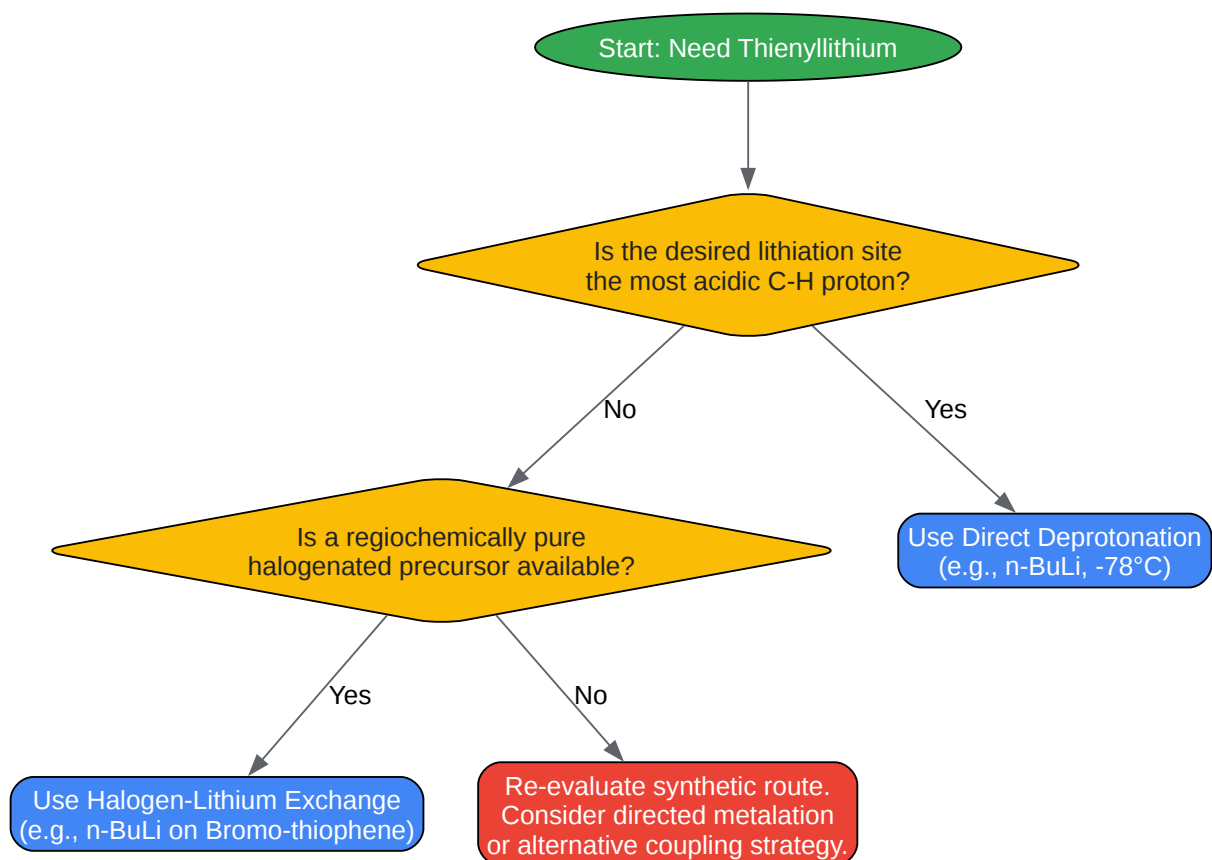 Start: Need Thienyllithium
Is the desired lithiation site
the most acidic C-H proton?
No
Yes
Is a regiochemically pure
halogenated precursor available?
Use Direct Deprotonation
(e.g., n-BuLi, -78°C)
Yes
No
Use Halogen-Lithium Exchange
(e.g., n-BuLi on Bromo-thiophene)
Re-evaluate synthetic route.
Consider directed metalation
or alternative coupling strategy.